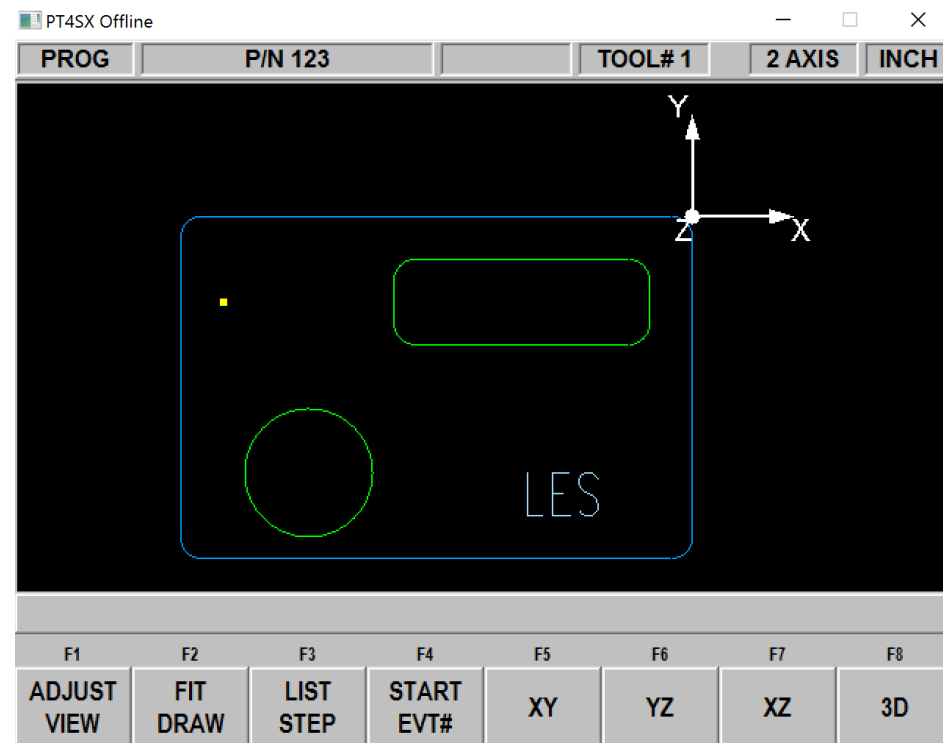 PT4SX Offline
PROG P/N 123 TOOL# 1 2 AXIS INCH
Y
Z X
LES
F1 F2 F3 F4 F5 F6 F7 F8
ADJUST VIEW FIT DRAW LIST STEP START EVT# XY YZ XZ 3D